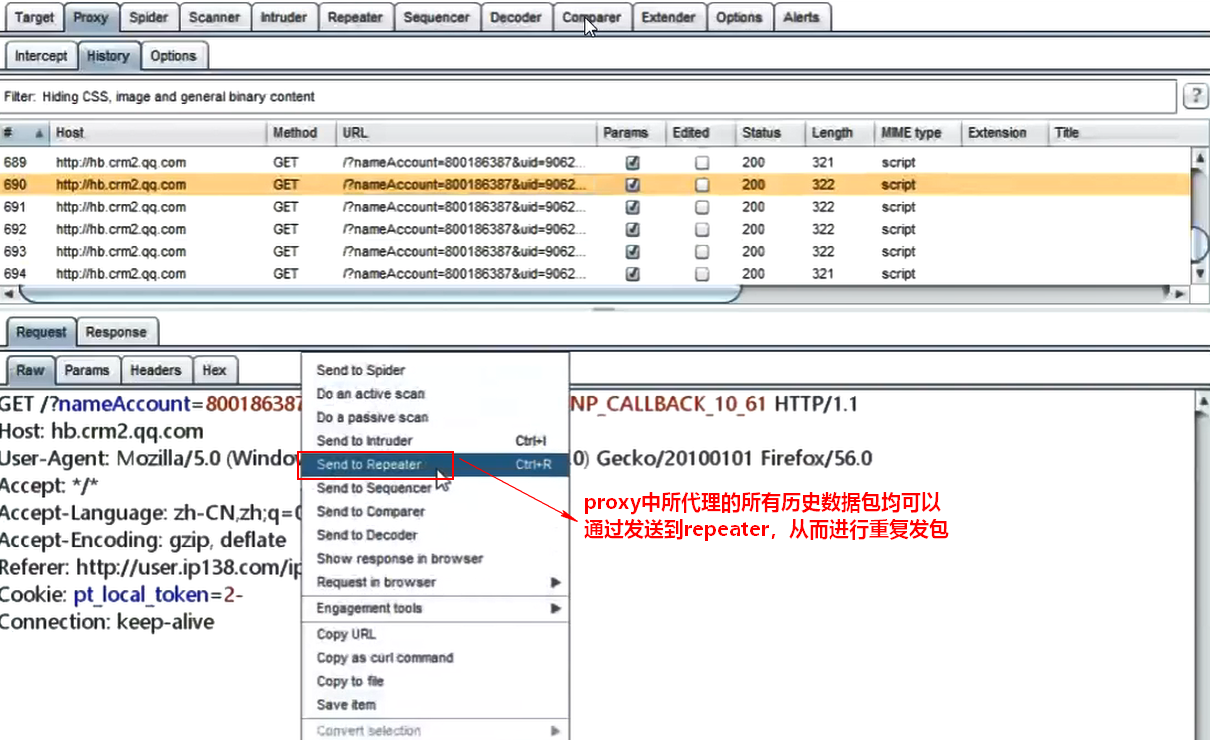 Target Proxy Spider Scanner Intruder Repeater Sequencer Decoder Comparer Extender Options Alerts
Intercept History Options
Filter: Hiding CSS, image and general binary content ?
# Host Method URL Params Edited Status Length MIME type Extension Title
689 http://hb.crm2.qq.com GET /?nameAccount=800186387&uid=9062... 200 321 script
690 http://hb.crm2.qq.com GET /?nameAccount=800186387&uid=9062... 200 322 script
691 http://hb.crm2.qq.com GET /?nameAccount=800186387&uid=9062... 200 322 script
692 http://hb.crm2.qq.com GET /?nameAccount=800186387&uid=9062... 200 322 script
693 http://hb.crm2.qq.com GET /?nameAccount=800186387&uid=9062... 200 322 script
694 http://hb.crm2.qq.com GET /?nameAccount=800186387&uid=9062... 200 321 script
Request Response
Raw Params Headers Hex
GET /?nameAccount=80018638 NP_CALLBACK_10_61 HTTP/1.1
Host: hb.crm2.qq.com
User-Agent: Mozilla/5.0 (Windo .0) Gecko/20100101 Firefox/56.0
Accept: */*
Accept-Language: zh-CN,zh;q=0
Accept-Encoding: gzip, deflate
Referer: http://user.ip138.com/ip
Cookie: pt_local_token=2-
Connection: keep-alive
Send to Spider
Do an active scan
Do a passive scan
Send to Intruder Ctrl+I
Send to Repeater Ctrl+R
Send to Sequencer
Send to Comparer
Send to Decoder
Show response in browser
Request in browser
Engagement tools
Copy URL
Copy as curl command
Copy to file
Save item
Convert selection
proxy中所代理的所有历史数据包均可以
通过发送到repeater，从而进行重复发包